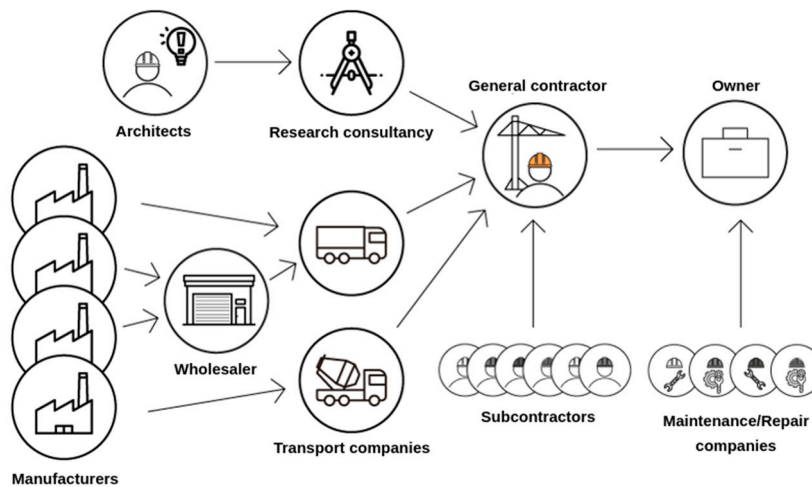 General contractor
Owner
Architects
Research consultancy
Wholesaler
Subcontractors
Maintenance/Repair
companies
Transport companies
Manufacturers